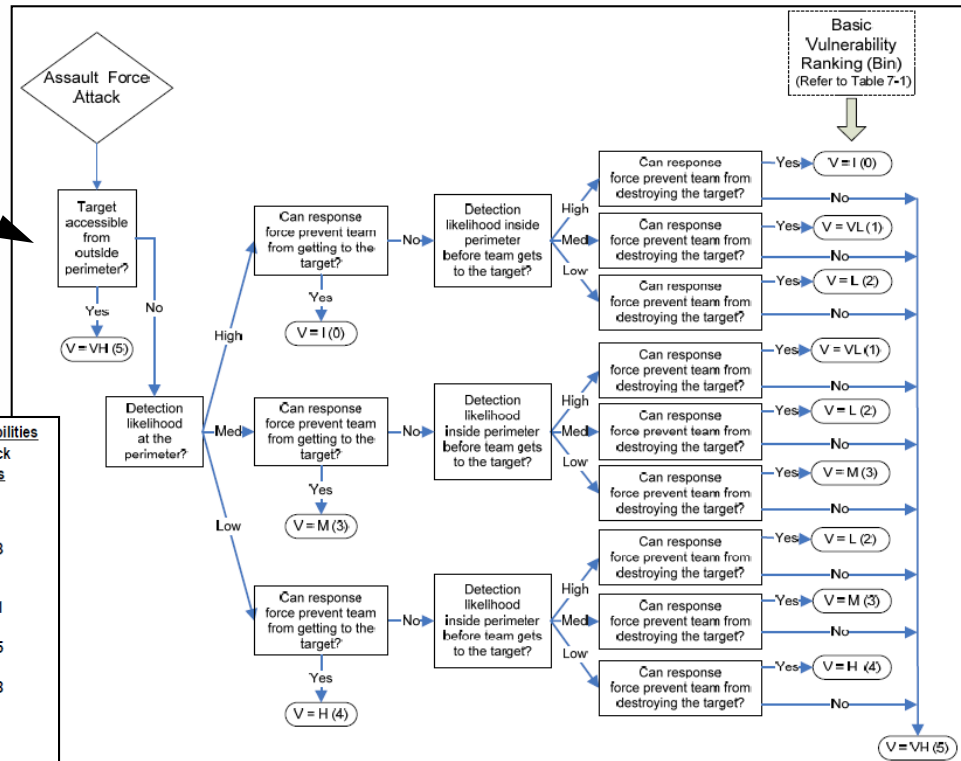 Assault Force
Attack
Basic
Vulnerability
Ranking (Bin)
(Refer to Table 7-1)
Target
accessible
from
outside
perimeter?
Yes
No
V = VH (5)
Detection
likelihood
at the
perimeter?
High
Med
Low
Can response
force prevent team
from getting to the
target?
No
Yes
V = I (0)
Detection
likelihood inside
perimeter
before team gets
to the target?
High
Med
Low
Can response
force prevent team from
destroying the target?
Yes
V = I (0)
No
Can response
force prevent team from
destroying the target?
Yes
V = VL (1)
No
Can response
force prevent team from
destroying the target?
Yes
V = L (2)
No
Can response
force prevent team
from getting to the
target?
No
Yes
V = M (3)
Detection
likelihood
inside perimeter
before team gets
to the target?
High
Med
Low
Can response
force prevent team from
destroying the target?
Yes
V = VL (1)
No
Can response
force prevent team from
destroying the target?
Yes
V = L (2)
No
Can response
force prevent team from
destroying the target?
Yes
V = M (3)
No
Can response
force prevent team
from getting to the
target?
No
Yes
V = H (4)
Detection
likelihood
inside perimeter
before team gets
to the target?
High
Med
Low
Can response
force prevent team from
destroying the target?
Yes
V = L (2)
No
Can response
force prevent team from
destroying the target?
Yes
V = M (3)
No
Can response
force prevent team from
destroying the target?
Yes
V = H (4)
No
V = VH (5)
bilities
ck
s
3
5
3